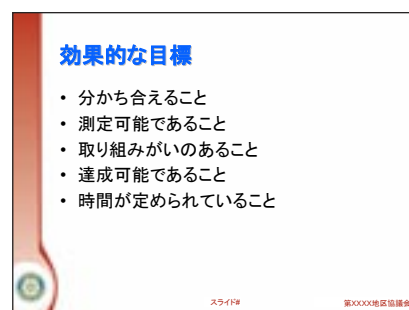 効果的な目標
• 分かち合えること
• 測定可能であること
• 取り組みがいのあること
• 達成可能であること
• 時間が定められていること
スライド#
第XXXX地区協議会